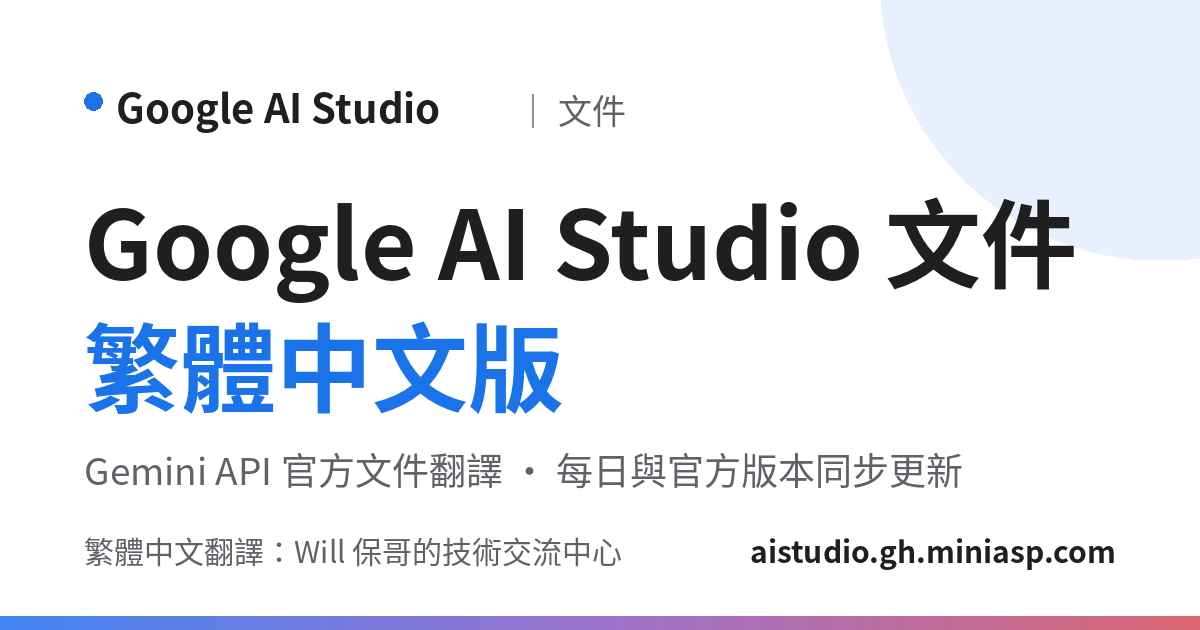 Google AI Studio | 文件
Google AI Studio 文件
繁體中文版
Gemini API 官方文件翻譯 · 每日與官方版本同步更新
繁體中文翻譯：Will 保哥的技術交流中心
aistudio.gh.miniasp.com